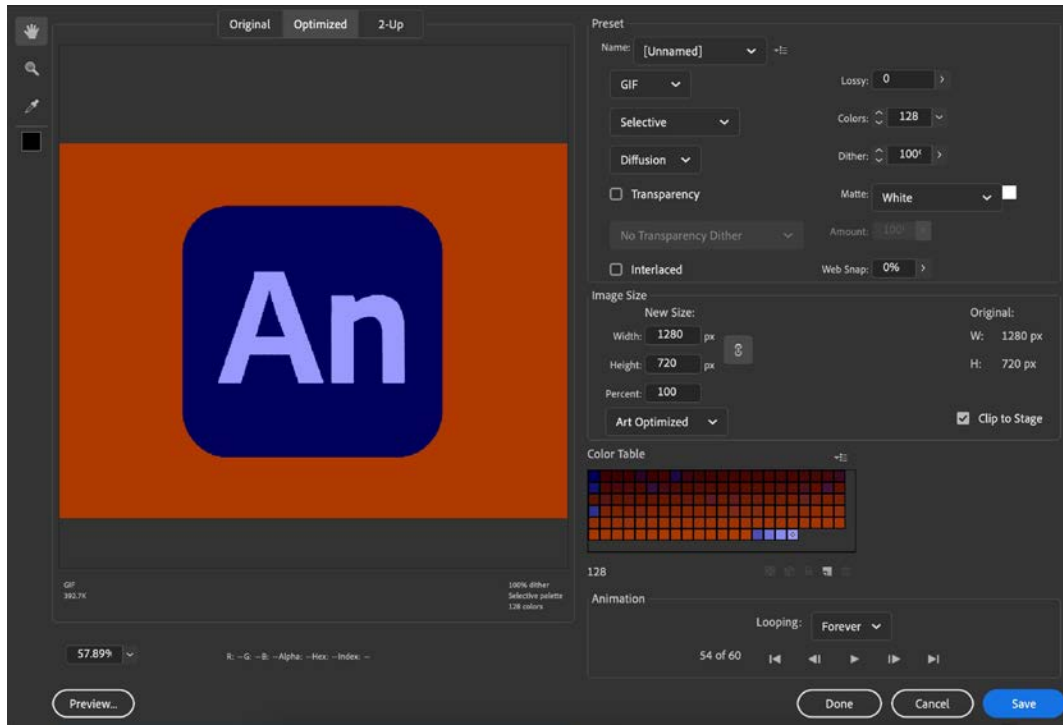 Original Optimized 2-Up
An
GIF
392.7K
100% dither
Selective palette
128 colors
57.89%
R: -- G: -- B: -- Alpha: -- Hex: -- Index: --
Preview...
Preset
Name: [Unnamed]
GIF Lossy: 0
Selective Colors: 128
Diffusion Dither:
Transparency Matte: White
No Transparency Dither Amount:
Interlaced Web Snap: 0%
Image Size
New Size: Original:
Width: 1280 px W: 1280 px
Height: 720 px H: 720 px
Percent: 100
Art Optimized Clip to Stage
Color Table
128
Animation
Looping: Forever
54 of 60
Done Cancel Save